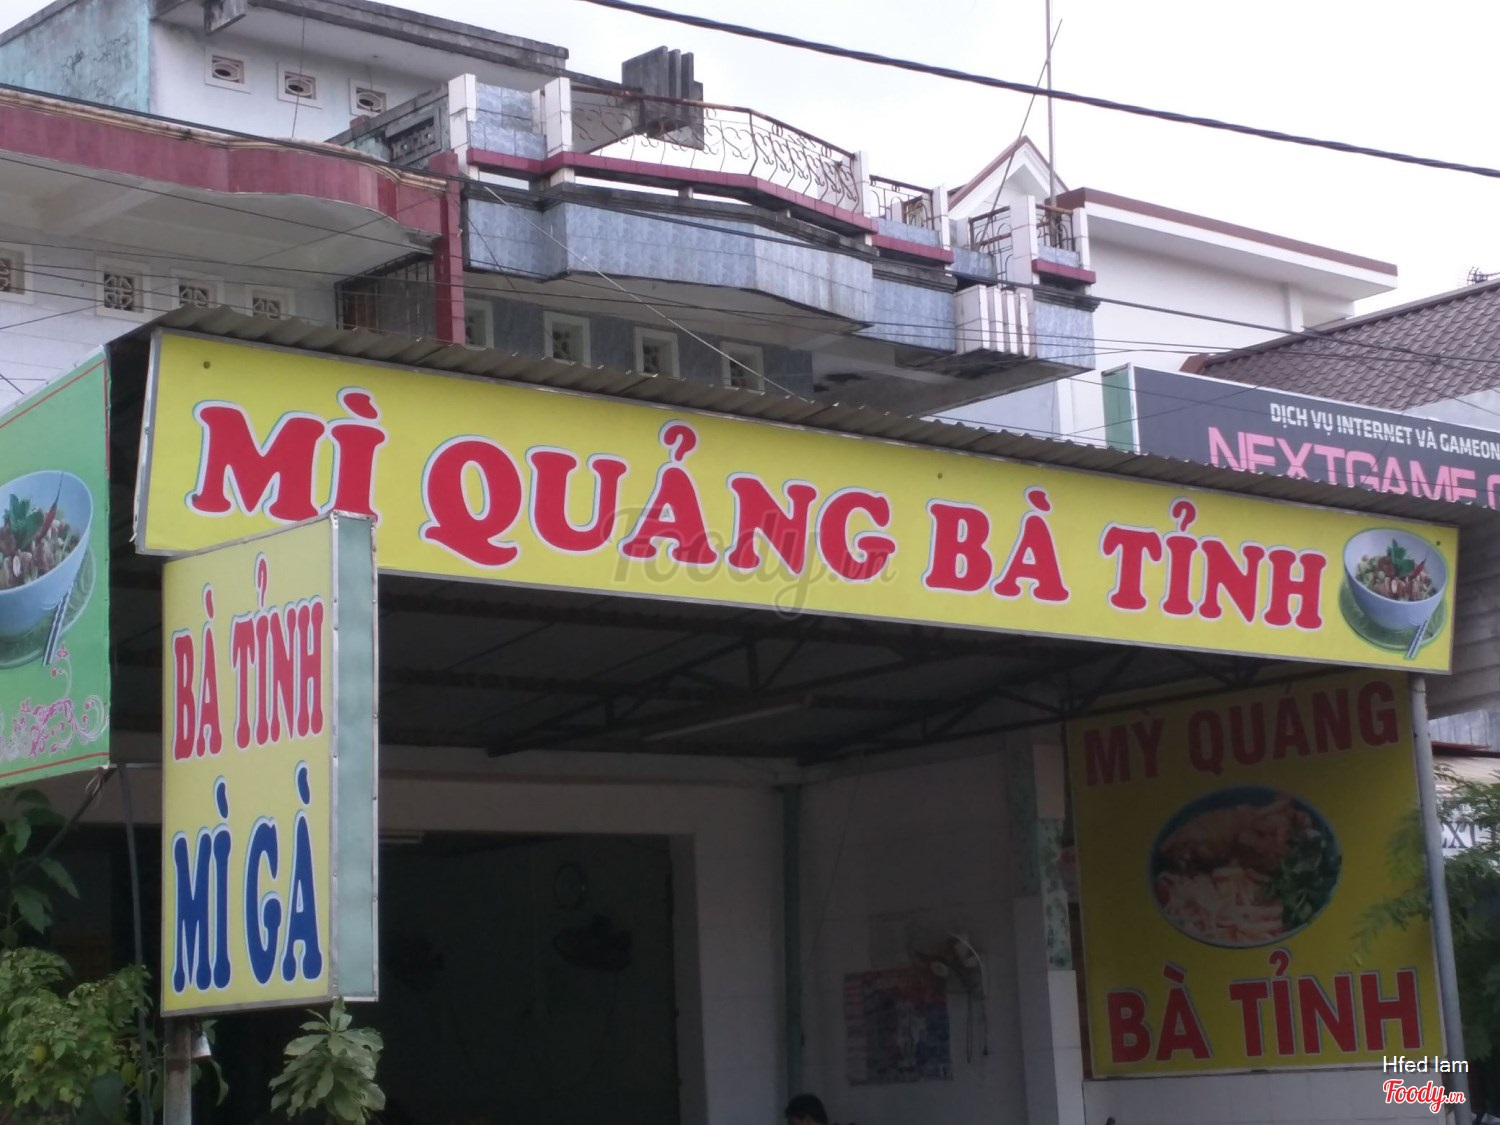 MÌ QUẢNG BÀ TỈNH
BÀ TỈNH
MÌ GÀ
DỊCH VỤ INTERNET VÀ GAMEON
NEXTGAME.
MỲ QUẢNG
BÀ TỈNH
Foody.vn
Hfed lam
Foody.vn